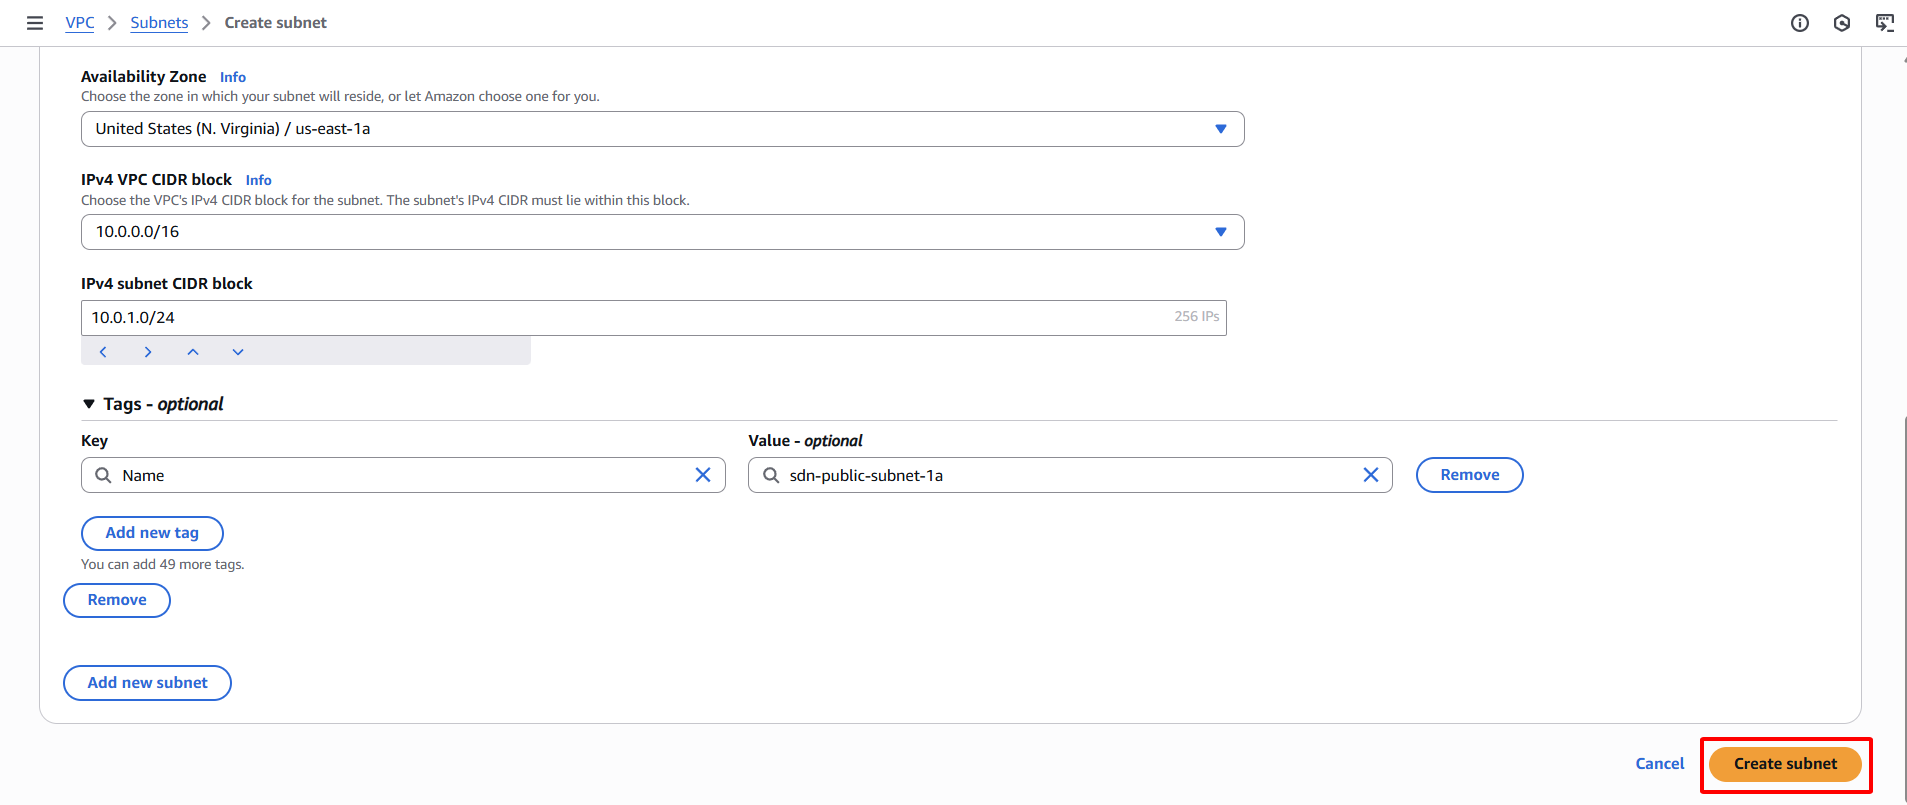 VPC > Subnets > Create subnet
Availability Zone Info
Choose the zone in which your subnet will reside, or let Amazon choose one for you.
United States (N. Virginia) / us-east-1a
IPv4 VPC CIDR block Info
Choose the VPC's IPv4 CIDR block for the subnet. The subnet's IPv4 CIDR must lie within this block.
10.0.0.0/16
IPv4 subnet CIDR block
10.0.1.0/24 256 IPs
Tags - optional
Key Value - optional
Name sdn-public-subnet-1a Remove
Add new tag
You can add 49 more tags.
Remove
Add new subnet
Cancel Create subnet